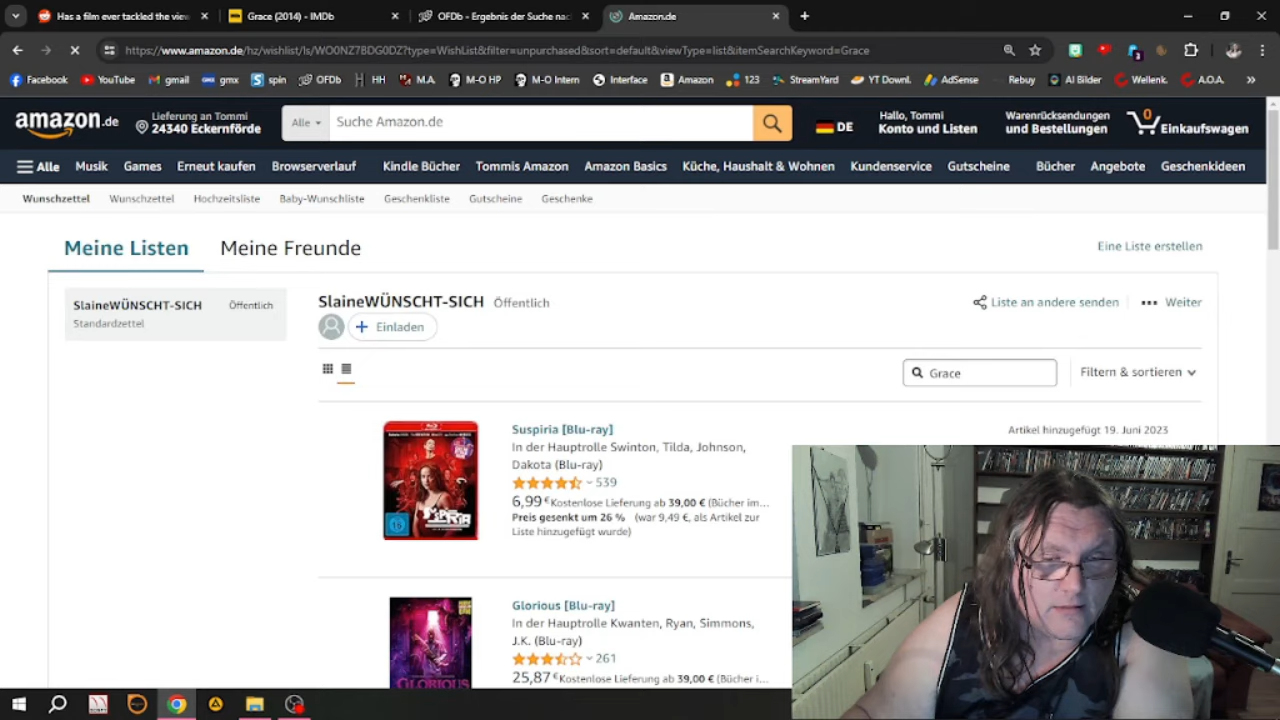 Has a film ever tackled the view
Grace (2014) - IMDb
OFDb - Ergebnis der Suche nac
Amazon.de
https://www.amazon.de/hz/wishlist/ls/WO0NZ7BDG0DZ?type=WishList&filter=unpurchased&sort=default&viewType=list&itemSearchKeyword=Grace
3
Facebook YouTube gmail gmx spin OFDb HH M.A M-O HP M-O Intern Interface Amazon 123 StreamYard YT Downl. AdSense Rebuy AI Bilder Wellenk. A.O.A.
amazon.de
Lieferung an Tommi
24340 Eckernförde
Alle
Suche Amazon.de
DE
Hallo, Tommi
Konto und Listen
Warenrücksendungen
und Bestellungen
0
Einkaufswagen
Alle Musik Games Erneut kaufen Browserverlauf Kindle Bücher Tommis Amazon Amazon Basics Küche, Haushalt & Wohnen Kundenservice Gutscheine Bücher Angebote Geschenkideen
Wunschzettel Wunschzettel Hochzeitsliste Baby-Wunschliste Geschenkliste Gutscheine Geschenke
Meine Listen Meine Freunde
Eine Liste erstellen
SlaineWÜNSCHT-SICH Öffentlich
Standardzettel
SlaineWÜNSCHT-SICH Öffentlich
Liste an andere senden
Weiter
Einladen
Grace
Filtern & sortieren
Suspiria [Blu-ray]
Artikel hinzugefügt 19. Juni 2023
In der Hauptrolle Swinton, Tilda, Johnson,
Dakota (Blu-ray)
539
6,99 € Kostenlose Lieferung ab 39,00 € (Bücher im...
Preis gesenkt um 26 % (war 9,49 €, als Artikel zur
Liste hinzugefügt wurde)
16
Glorious [Blu-ray]
In der Hauptrolle Kwanten, Ryan, Simmons,
J.K. (Blu-ray)
261
25,87 € Kostenlose Lieferung ab 39,00 € (Bücher i...
GLORIOUS